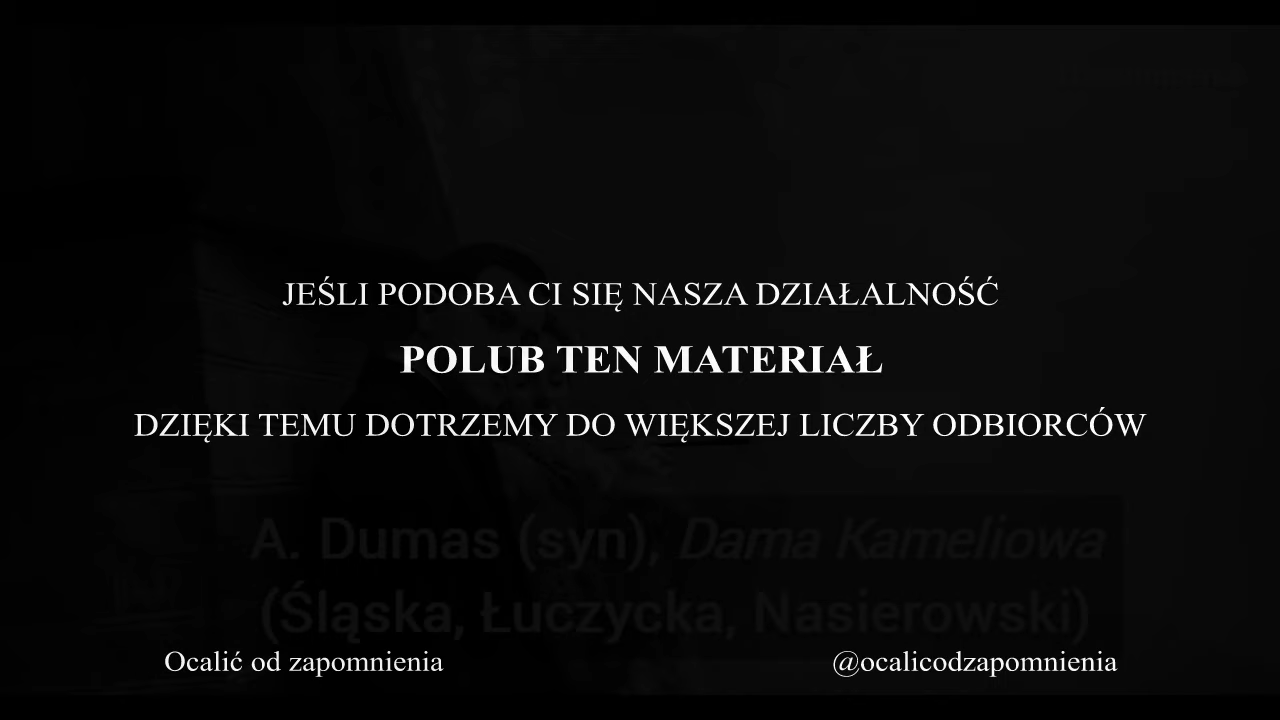 JEŚLI PODOBA CI SIĘ NASZA DZIAŁALNOŚĆ
POLUB TEN MATERIAŁ
DZIĘKI TEMU DOTRZEMY DO WIĘKSZEJ LICZBY ODBIORCÓW
A. Dumas (syn), Dama Kameliowa
(Śląska, Łuczycka, Nasierowski)
Ocalić od zapomnienia
@ocalicodzapomnienia